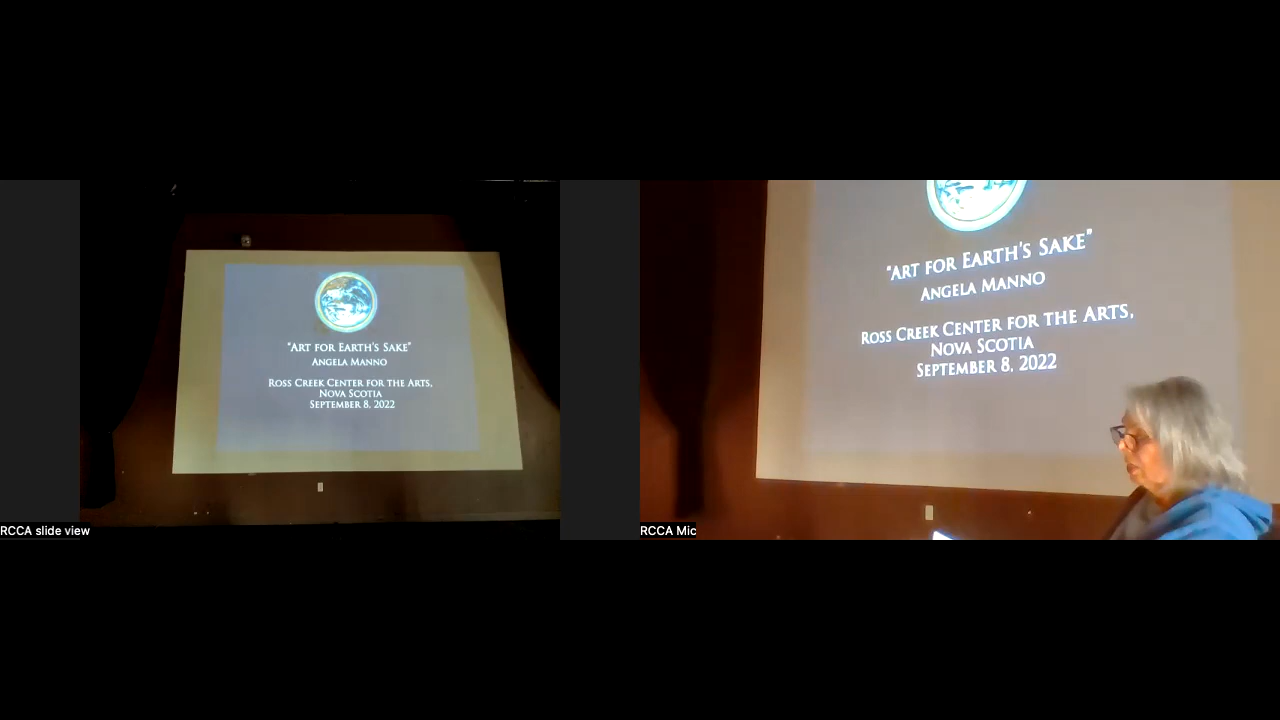 "ART FOR EARTH'S SAKE"
ANGELA MANNO
ROSS CREEK CENTER FOR THE ARTS,
NOVA SCOTIA
SEPTEMBER 8, 2022
RCCA slide view
"ART FOR EARTH'S SAKE"
ANGELA MANNO
ROSS CREEK CENTER FOR THE ARTS,
NOVA SCOTIA
SEPTEMBER 8, 2022
RCCA Mic